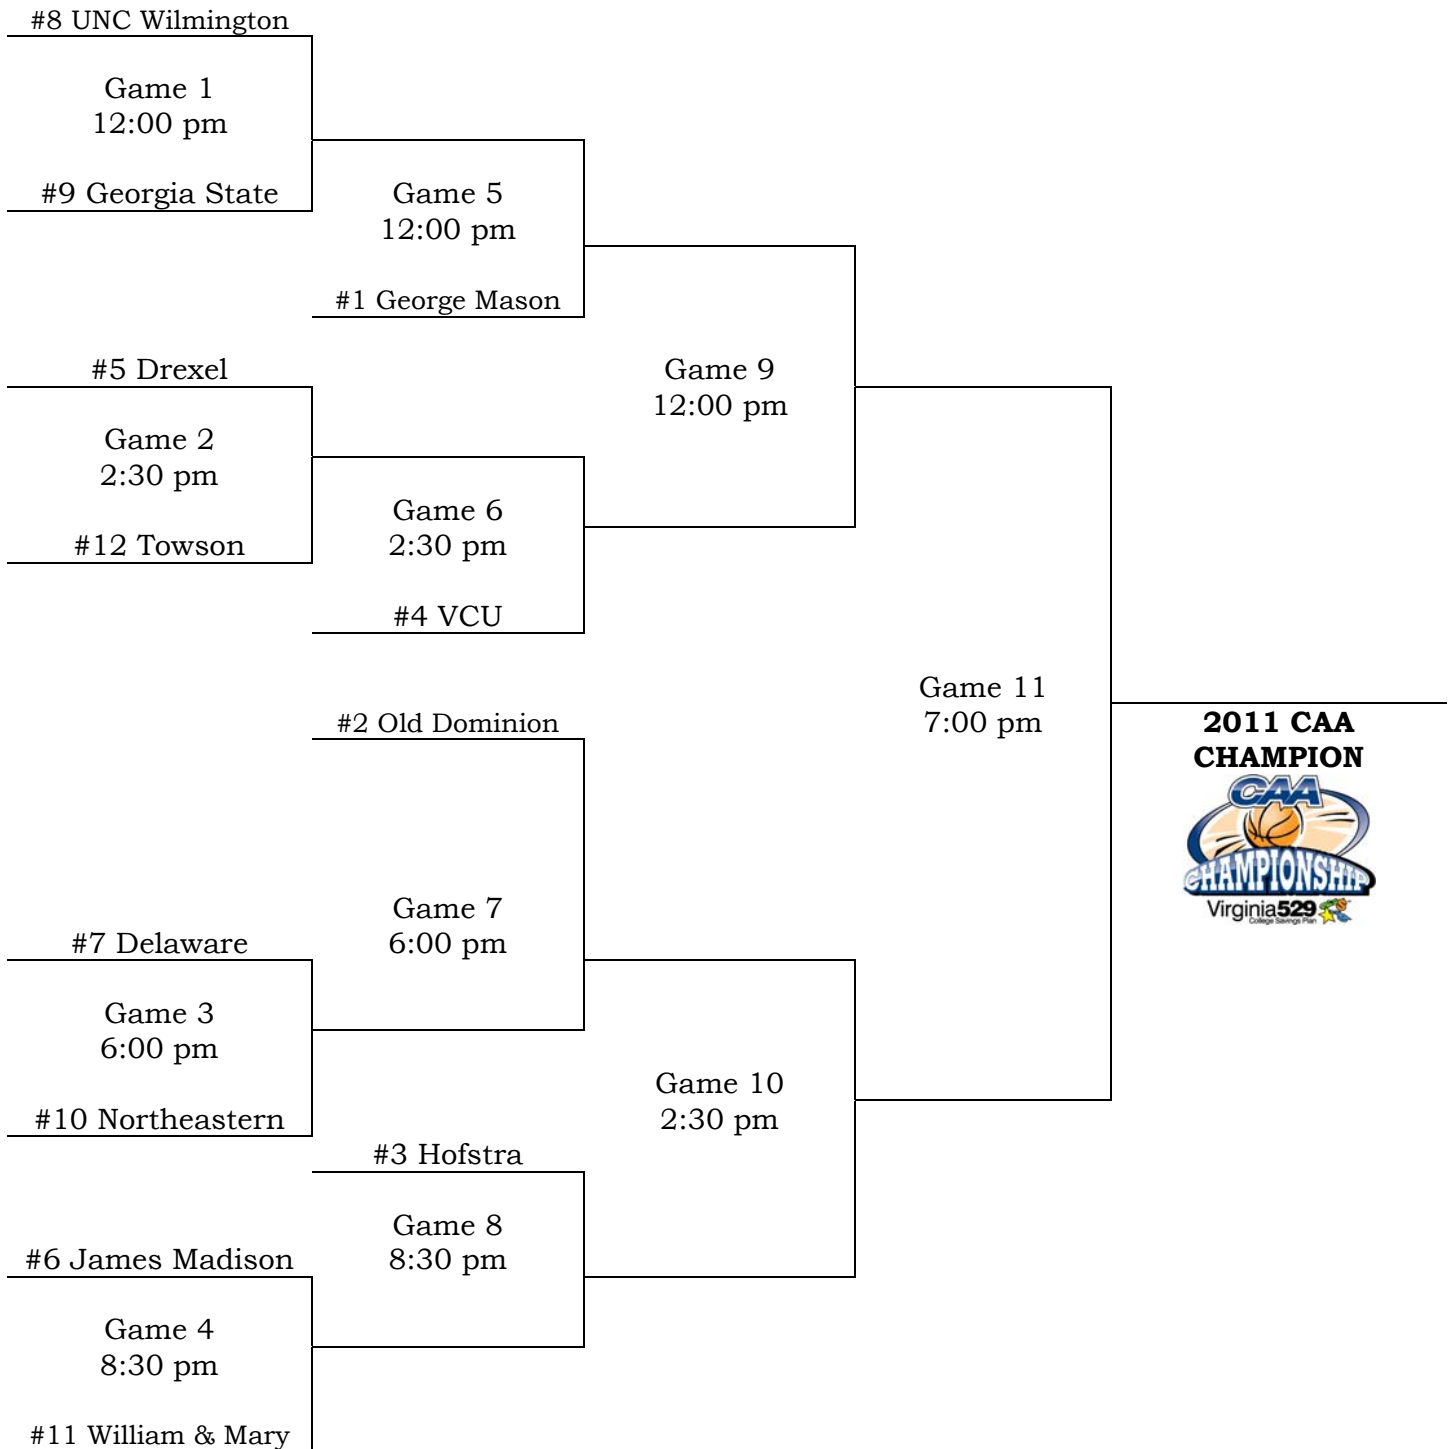 #8 UNC Wilmington
Game 1
12:00 pm
#9 Georgia State
Game 5
12:00 pm
#1 George Mason
#5 Drexel
Game 2
2:30 pm
#12 Towson
Game 9
12:00 pm
Game 6
2:30 pm
#4 VCU
Game 11
7:00 pm
2011 CAA
CHAMPION
CAA
CHAMPIONSHIP
Virginia529
College Savings Plan
#2 Old Dominion
Game 7
6:00 pm
#7 Delaware
Game 3
6:00 pm
#10 Northeastern
Game 10
2:30 pm
#3 Hofstra
Game 8
8:30 pm
#6 James Madison
Game 4
8:30 pm
#11 William & Mary